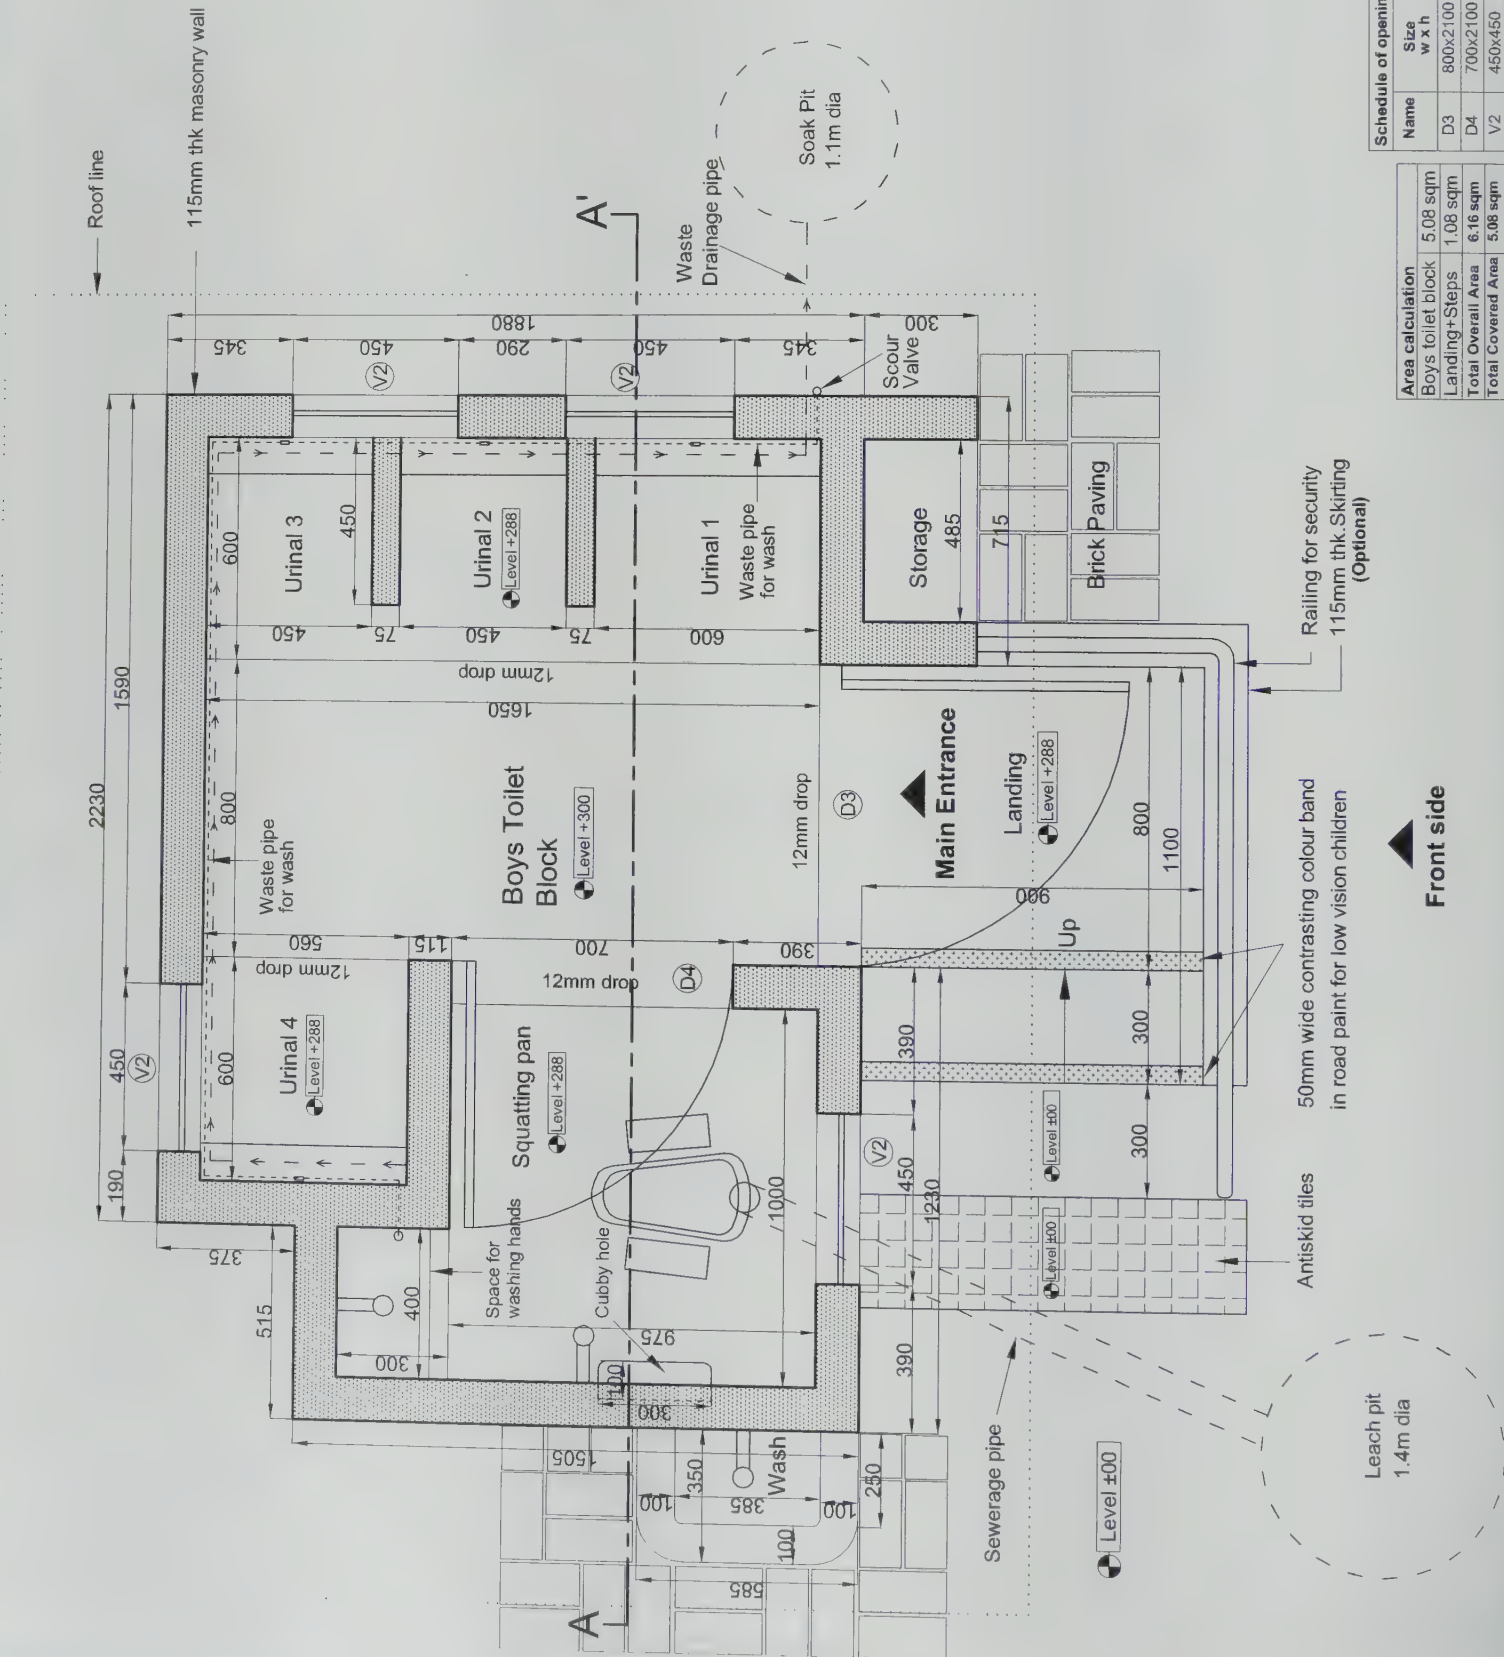 Roof line
115mm thk masonry wall
2230
1590
450
190
V2
345
450
290
450
345
1880
300
V2
V2
A'
Waste
Drainage pipe
Soak Pit
1.1m dia
Scour
Valve
Urinal 3
600
450
Urinal 2
Level +288
Urinal 1
Waste pipe
for wash
450
75
450
75
600
12mm drop
1650
Storage
485
715
Brick Paving
800
Waste pipe
for wash
Boys Toilet
Block
Level +300
12mm drop
D3
Main Entrance
Landing
Level +288
800
1100
900
Up
Railing for security
115mm thk.Skirting
(Optional)
560
115
700
390
12mm drop
12mm drop
D4
Urinal 4
Level +288
600
Squatting pan
Level +288
390
300
Level ±00
300
V2
450
1230
1000
390
Level ±00
50mm wide contrasting colour band
in road paint for low vision children
Front side
Antiskid tiles
375
515
400
300
Space for
washing hands
Cubby hole
975
100
300
1505
350
Wash
100
385
100
100
250
585
A
Sewerage pipe
Level ±00
Leach pit
1.4m dia
Area calculation
Boys toilet block 5.08 sqm
Landing+Steps 1.08 sqm
Total Overall Area 6.16 sqm
Total Covered Area 5.08 sqm
Name
Size
w x h
D3 800x2100
D4 700x2100
V2 450x450